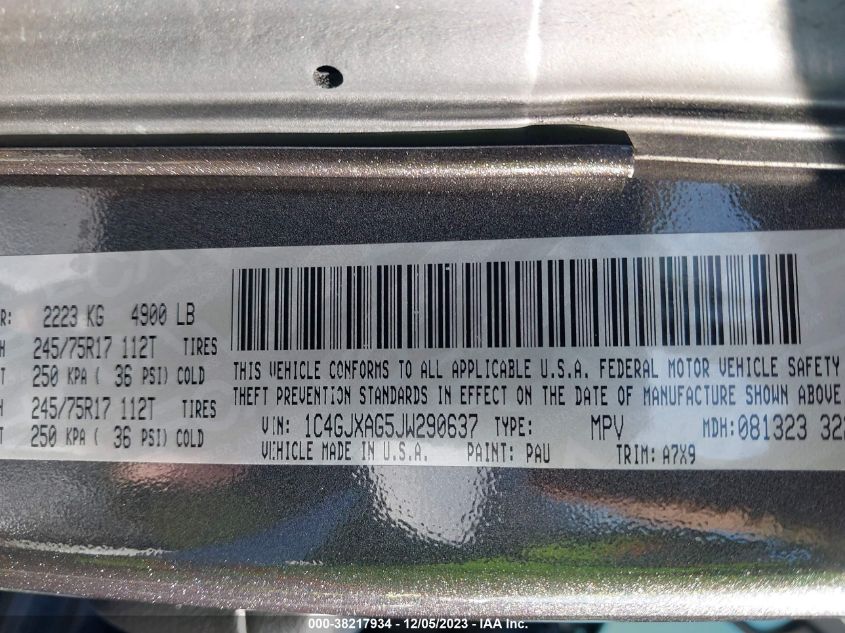 R: 2223 KG 4900 LB
H 245/75R17 112T TIRES
T 250 KPA ( 36 PSI) COLD
H 245/75R17 112T TIRES
T 250 KPA ( 36 PSI) COLD
THIS VEHICLE CONFORMS TO ALL APPLICABLE U.S.A. FEDERAL MOTOR VEHICLE SAFETY
THEFT PREVENTION STANDARDS IN EFFECT ON THE DATE OF MANUFACTURE SHOWN ABOVE
VIN: 1C4GJXAG5JW290637 TYPE: MPV MDH: 081323 322
VEHICLE MADE IN U.S.A. PAINT: PAU TRIM: A7X9
000-38217934 - 12/05/2023 - IAA Inc.